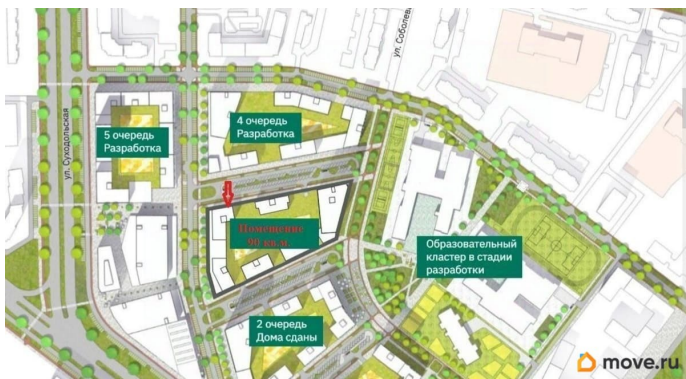 ул. Соболев
ул. Суходольская
5 очередь
Разработка
4 очередь
Разработка
Помещение
90 кв.м
Образовательный
кластер в стадии
разработки
2 очередь
Дома сданы
move.ru